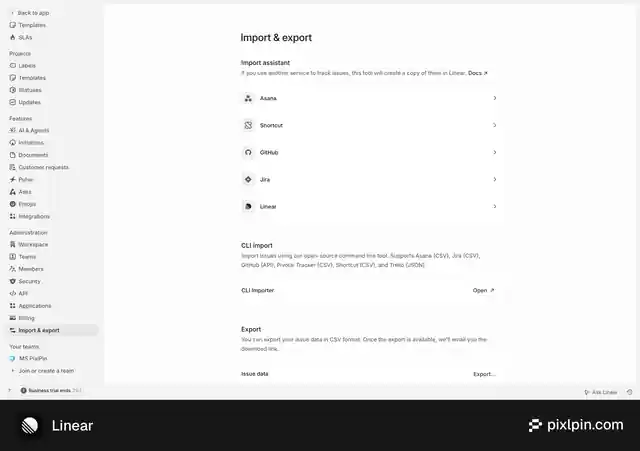 Back to app
Templates
SLAs
Projects
Labels
Templates
Statuses
Updates
Features
AI & Agents
Initiatives
Documents
Customer requests
Pulse
Asks
Emojis
Integrations
Administration
Workspace
Teams
Members
Security
API
Applications
Billing
Import & export
Your teams
MS PixlPin
Join or create a team
Business trial ends
Import & export
Import assistant
If you use another service to track issues, this tool will create a copy of them in Linear. Docs ↗
Asana
Shortcut
GitHub
Jira
Linear
CLI import
Import issues using our open-source command line tool. Supports Asana (CSV), Jira (CSV),
GitHub (API), Pivotal Tracker (CSV), Shortcut (CSV), and Trello (JSON).
CLI Importer
Open ↗
Export
You can export your issue data in CSV format. Once the export is available, we'll email you the
download link.
Issue data
Export...
Ask Linear
Linear
pixlpin.com